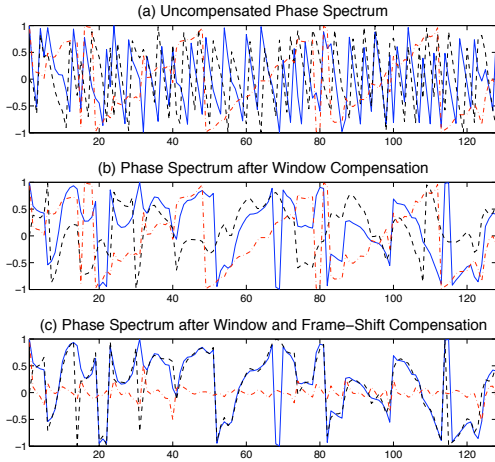 (a) Uncompensated Phase Spectrum
1
0.5
0
−0.5
−1
20 40 60 80 100 120
(b) Phase Spectrum after Window Compensation
1
0.5
0
−0.5
−1
20 40 60 80 100 120
(c) Phase Spectrum after Window and Frame−Shift Compensation
1
0.5
0
−0.5
−1
20 40 60 80 100 120